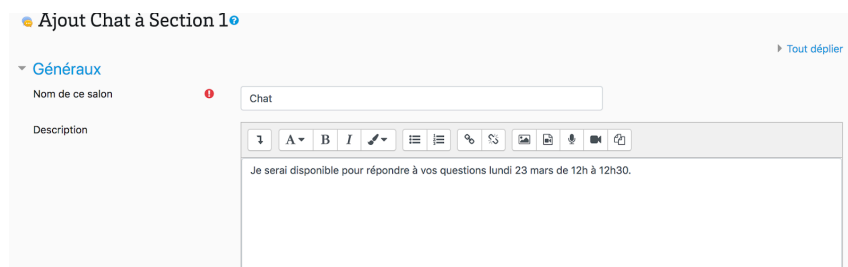 Ajout Chat à Section 1
Tout déplier
Généraux
Nom de ce salon
Chat
Description
A B I
Je serai disponible pour répondre à vos questions lundi 23 mars de 12h à 12h30.